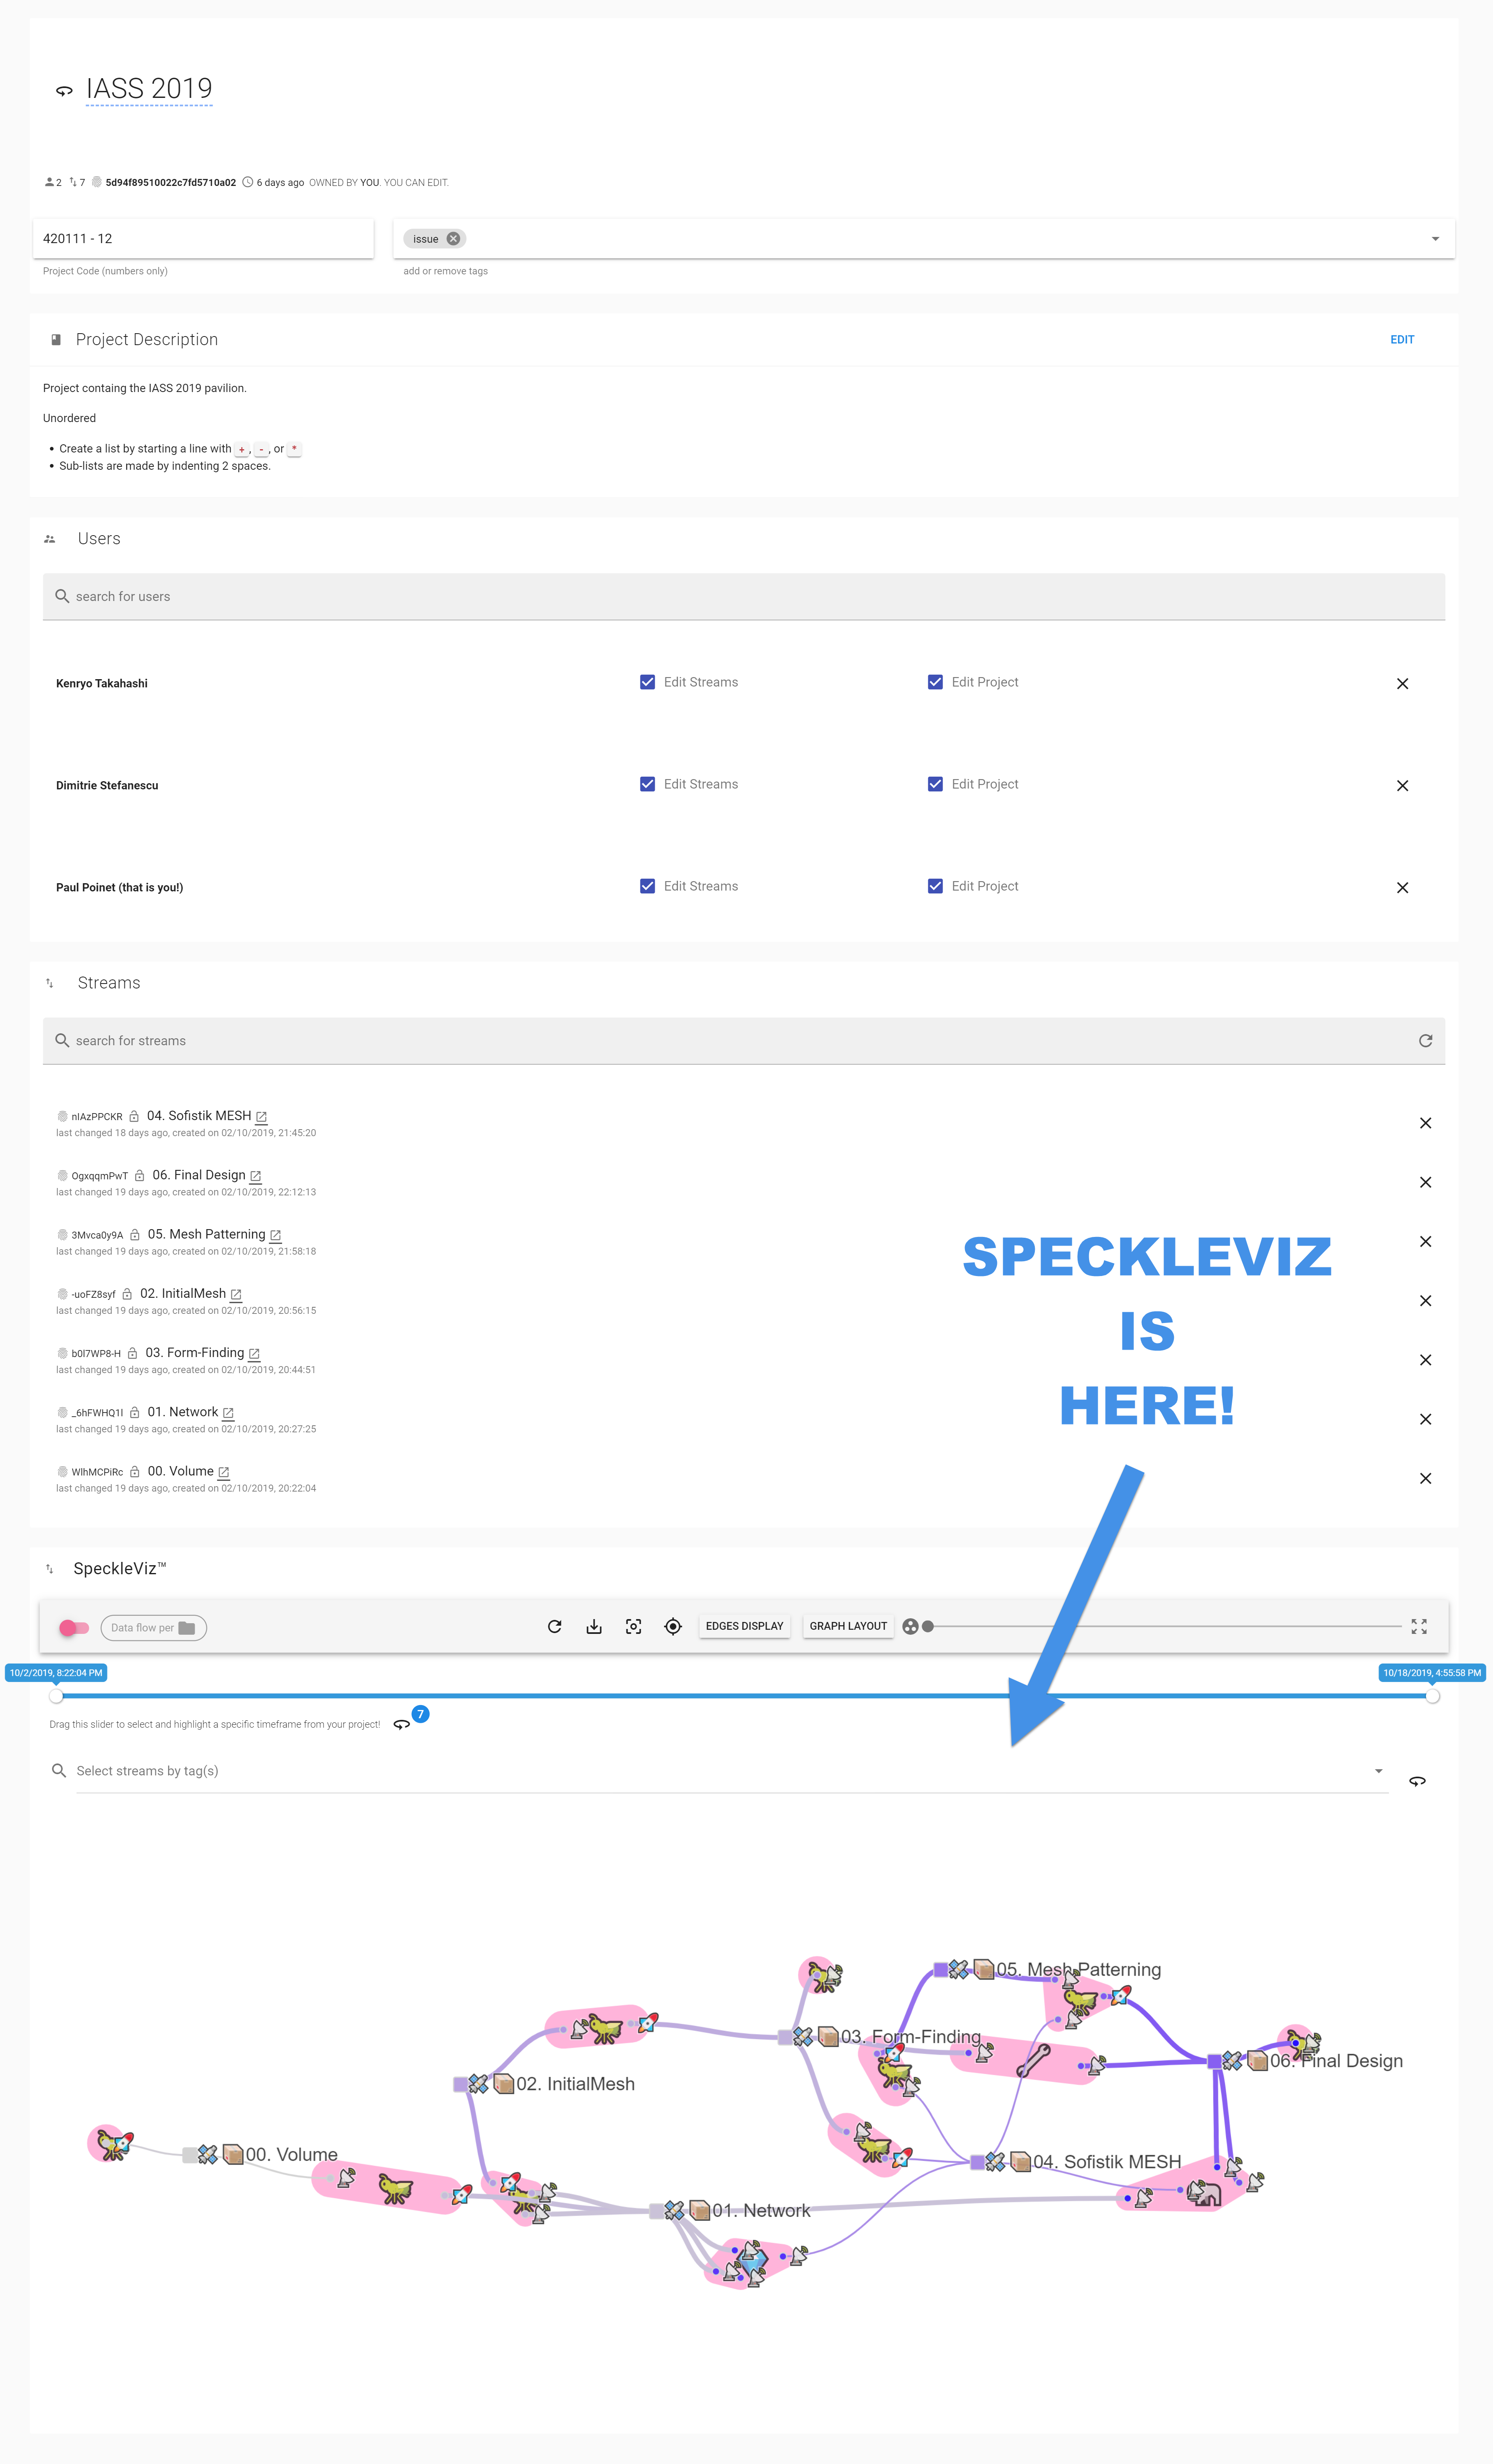 IASS 2019
2 7 5d94f89510022c7fd5710a02 6 days ago OWNED BY YOU. YOU CAN EDIT.
420111 - 12
issue
Project Code (numbers only)
add or remove tags
Project Description
EDIT
Project containg the IASS 2019 pavilion.
Unordered
• Create a list by starting a line with +, -, or *
• Sub-lists are made by indenting 2 spaces.
Users
search for users
Kenryo Takahashi
Edit Streams
Edit Project
Dimitrie Stefanescu
Edit Streams
Edit Project
Paul Poinet (that is you!)
Edit Streams
Edit Project
Streams
search for streams
nIAzPPCKR 04. Sofistik MESH
last changed 18 days ago, created on 02/10/2019, 21:45:20
OgxqqmPwT 06. Final Design
last changed 19 days ago, created on 02/10/2019, 22:12:13
3Mvca0y9A 05. Mesh Patterning
last changed 19 days ago, created on 02/10/2019, 21:58:18
-uoFZ8syf 02. InitialMesh
last changed 19 days ago, created on 02/10/2019, 20:56:15
b0l7WP8-H 03. Form-Finding
last changed 19 days ago, created on 02/10/2019, 20:44:51
_6hFWHQ1I 01. Network
last changed 19 days ago, created on 02/10/2019, 20:27:25
WlhMCPiRc 00. Volume
last changed 19 days ago, created on 02/10/2019, 20:22:04
SPECKLEVIZ
IS
HERE!
SpeckleViz™
Data flow per
EDGES DISPLAY
GRAPH LAYOUT
10/2/2019, 8:22:04 PM
10/18/2019, 4:55:58 PM
Drag this slider to select and highlight a specific timeframe from your project!
7
Select streams by tag(s)
05. Mesh Patterning
03. Form-Finding
06. Final Design
02. InitialMesh
00. Volume
04. Sofistik MESH
01. Network